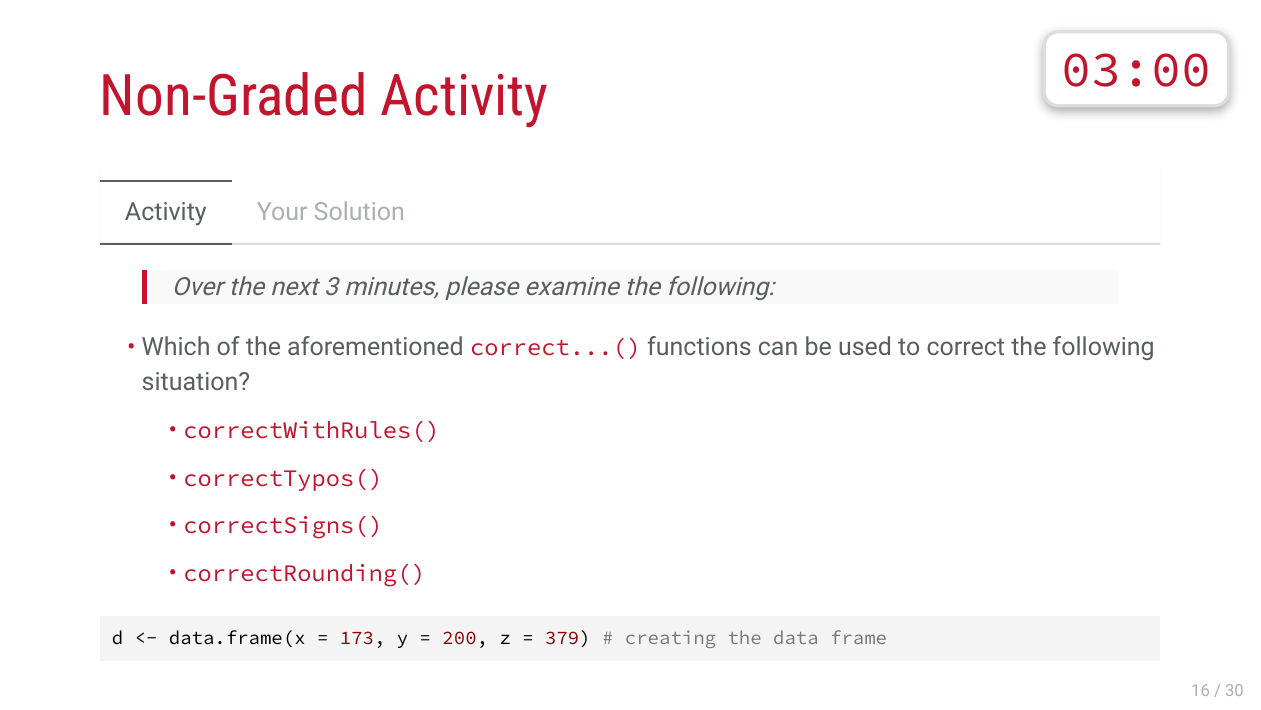 03:00
Non-Graded Activity
Activity
Your Solution
Over the next 3 minutes, please examine the following:
• Which of the aforementioned correct...() functions can be used to correct the following
situation?
• correctWithRules()
• correctTypos()
• correctSigns()
• correctRounding()
d <- data.frame(x = 173, y = 200, z = 379) # creating the data frame
16 / 30